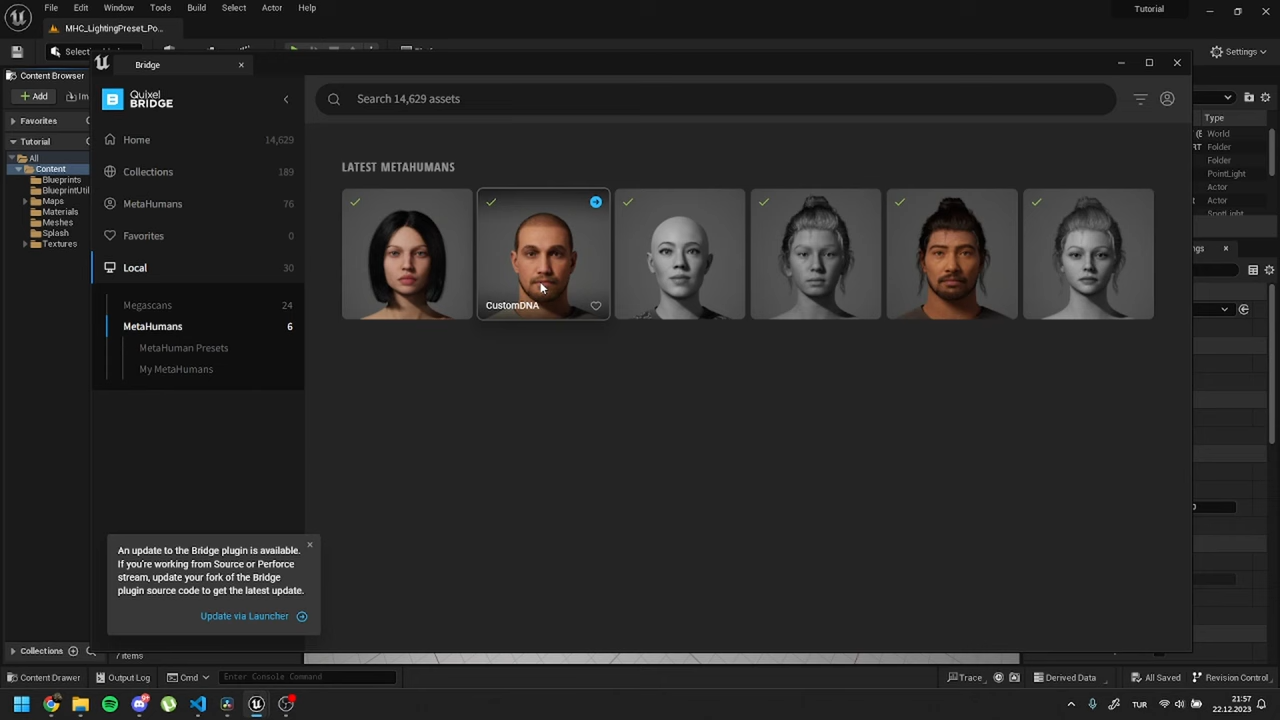 File Edit Window Tools Build Select Actor Help
Tutorial
MHC_LightingPreset_Po...
Settings
Bridge
Content Browser
Quixel
BRIDGE
Search 14,629 assets
Add
Favorites
Home 14,629
Type
Tutorial
World
All
Folder
Content
Collections 189
LATEST METAHUMANS
Folder
Blueprints
PointLight
BlueprintUtil
Actor
Maps
MetaHumans 76
Actor
Materials
SpotLight
Meshes
Splash
Favorites 0
Textures
Local 30
Megascans 24
CustomDNA
MetaHumans 6
MetaHuman Presets
My MetaHumans
An update to the Bridge plugin is available.
If you're working from Source or Perforce
stream, update your fork of the Bridge
plugin source code to get the latest update.
Update via Launcher
Collections
7 items
Content Drawer Output Log Cmd Enter Console Command Trace Derived Data All Saved Revision Control
TUR
21:57
22.12.2023